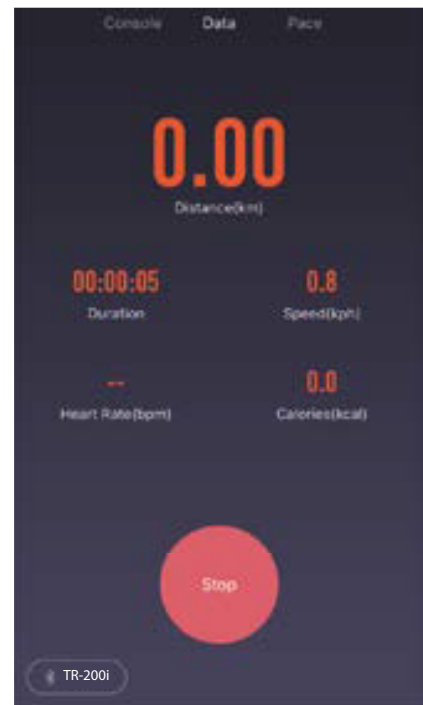 Console Data Pace
0.00
Distance(km)
00:00:05 0.8
Duration Speed(kph)
-- 0.0
Heart Rate(bpm) Calories(kcal)
Stop
TR-200i